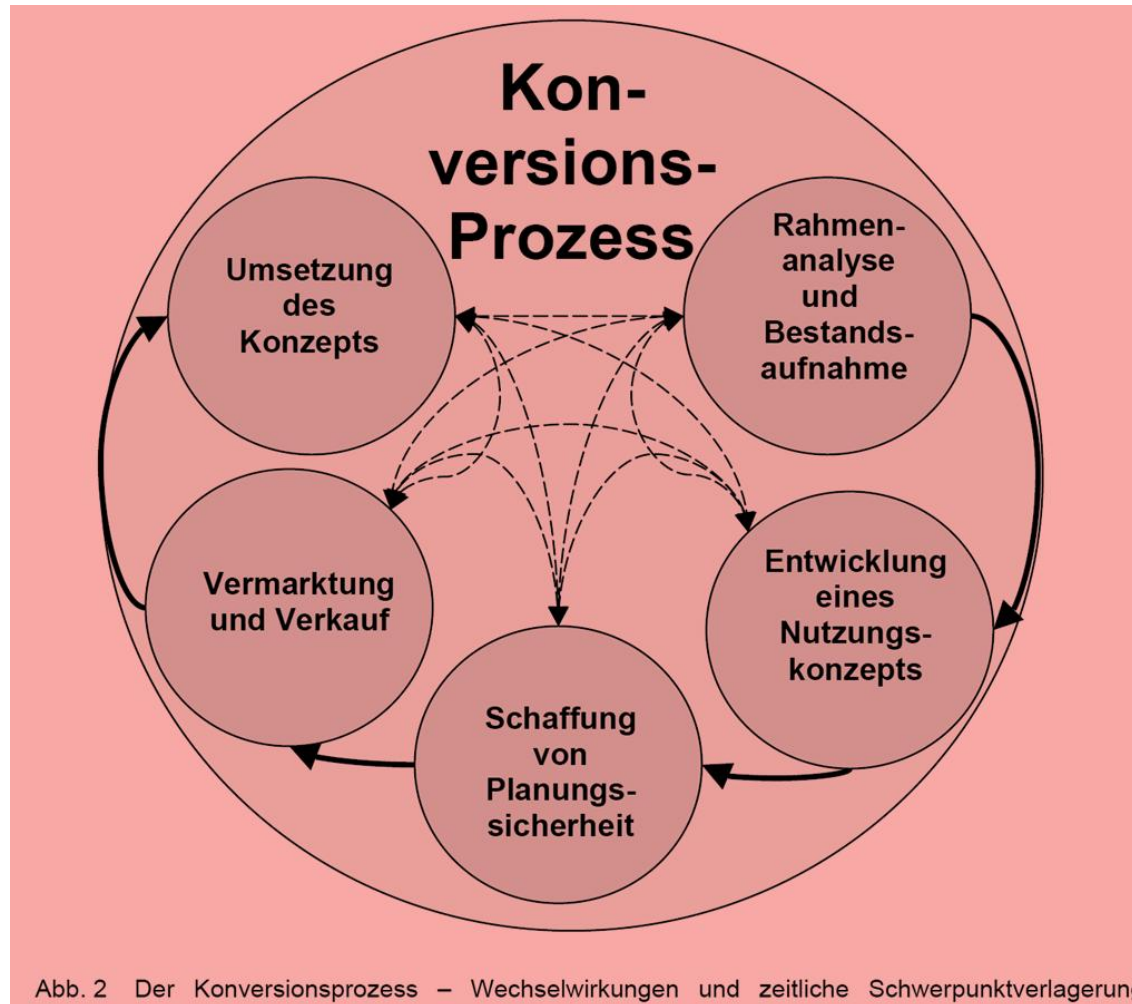 Kon-
versions-
Prozess
Rahmen-
analyse
und
Bestands-
aufnahme
Entwicklung
eines
Nutzungs-
konzepts
Schaffung
von
Planungs-
sicherheit
Vermarktung
und Verkauf
Umsetzung
des
Konzepts
Abb. 2 Der Konversionsprozess – Wechselwirkungen und zeitliche Schwerpunktverlagerung